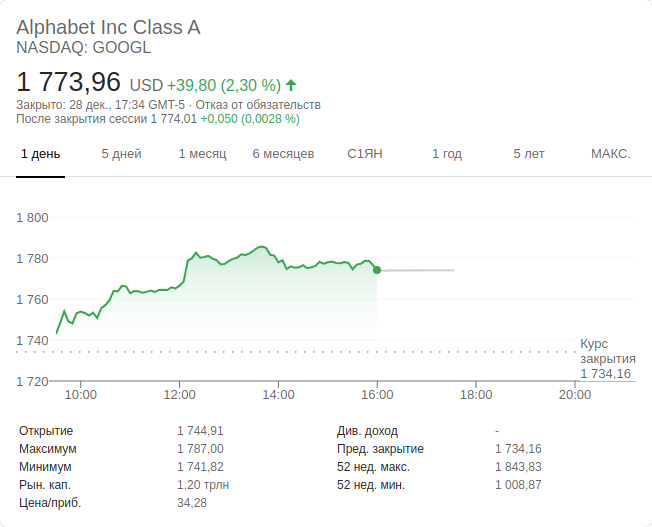 Alphabet Inc Class A
NASDAQ: GOOGL
1 773,96 USD +39,80 (2,30 %)
Закрыто: 28 дек., 17:34 GMT-5 · Отказ от обязательств
После закрытия сессии 1 774,01 +0,050 (0,0028 %)
1 день 5 дней 1 месяц 6 месяцев С1ЯН 1 год 5 лет МАКС.
1 800
1 780
1 760
1 740
Курс
закрытия
1 734,16
1 720
10:00 12:00 14:00 16:00 18:00 20:00
Открытие 1 744,91 Див. доход -
Максимум 1 787,00 Пред. закрытие 1 734,16
Минимум 1 741,82 52 нед. макс. 1 843,83
Рын. кап. 1,20 трлн 52 нед. мин. 1 008,87
Цена/приб. 34,28